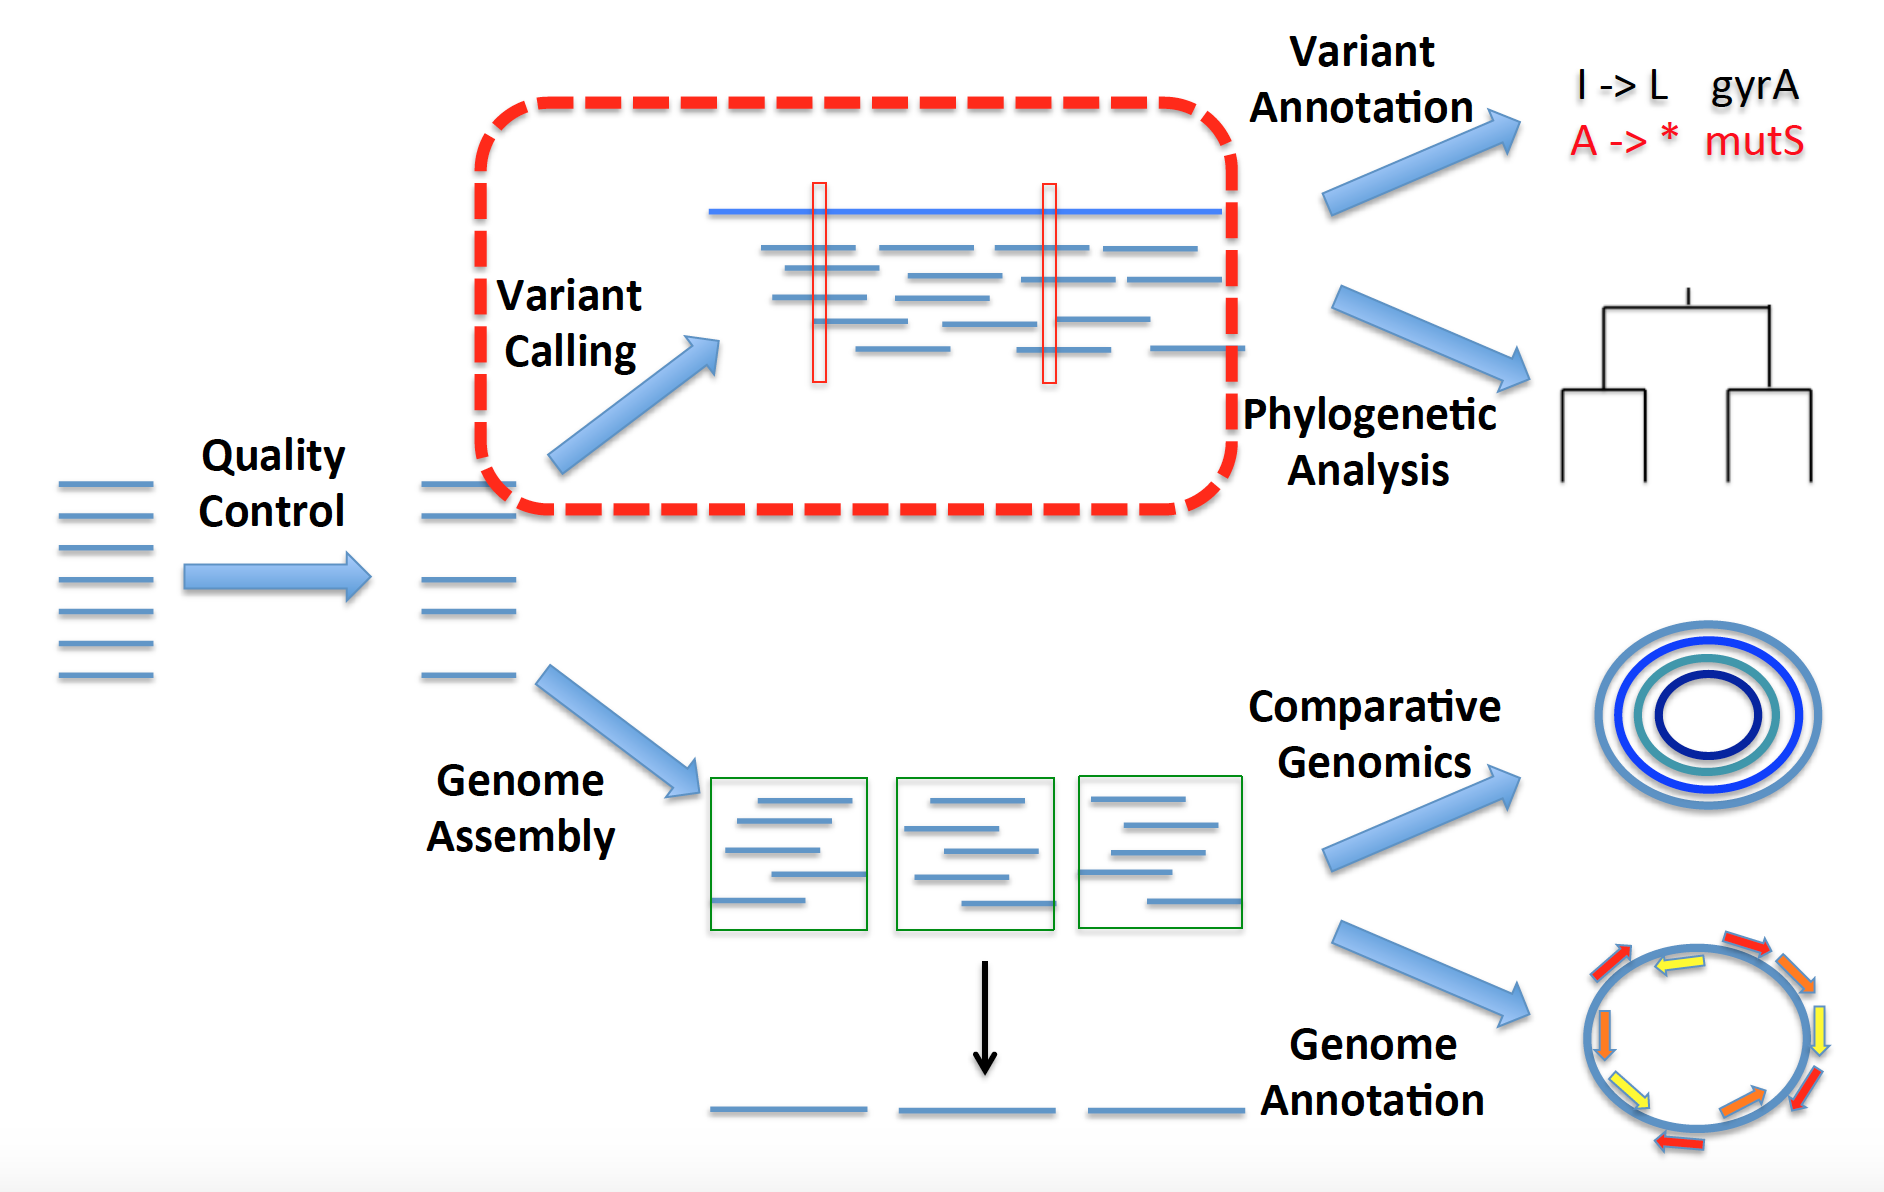 Quality
Control
Variant
Calling
Genome
Assembly
Variant
Annotation
I -> L gyrA
A -> * mutS
Phylogenetic
Analysis
Comparative
Genomics
Genome
Annotation